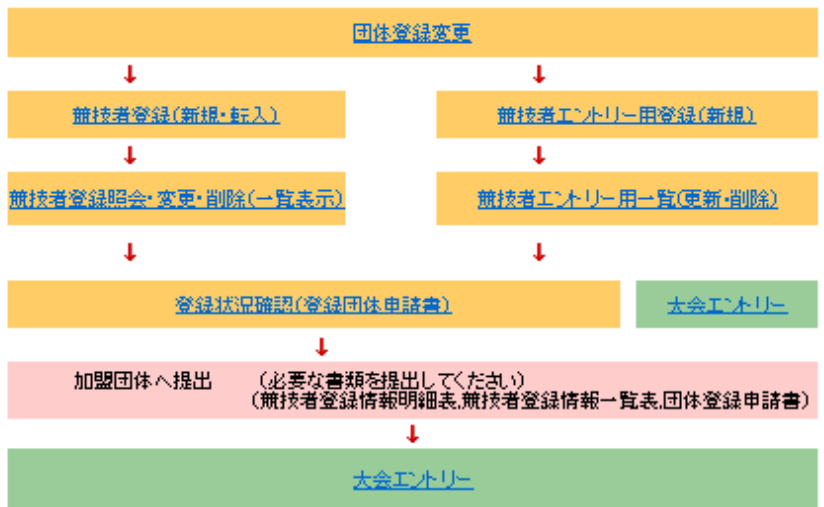 団体登録変更
↓ ↓
競技者登録(新規・転入) 競技者エントリー用登録(新規)
↓ ↓
競技者登録照会・変更・削除(一覧表示) 競技者エントリー用一覧(更新・削除)
↓ ↓
登録状況確認(登録団体申請書) 大会エントリー
↓
加盟団体へ提出 (必要な書類を提出してください)
(競技者登録情報明細表,競技者登録情報一覧表,団体登録申請書)
↓
大会エントリー